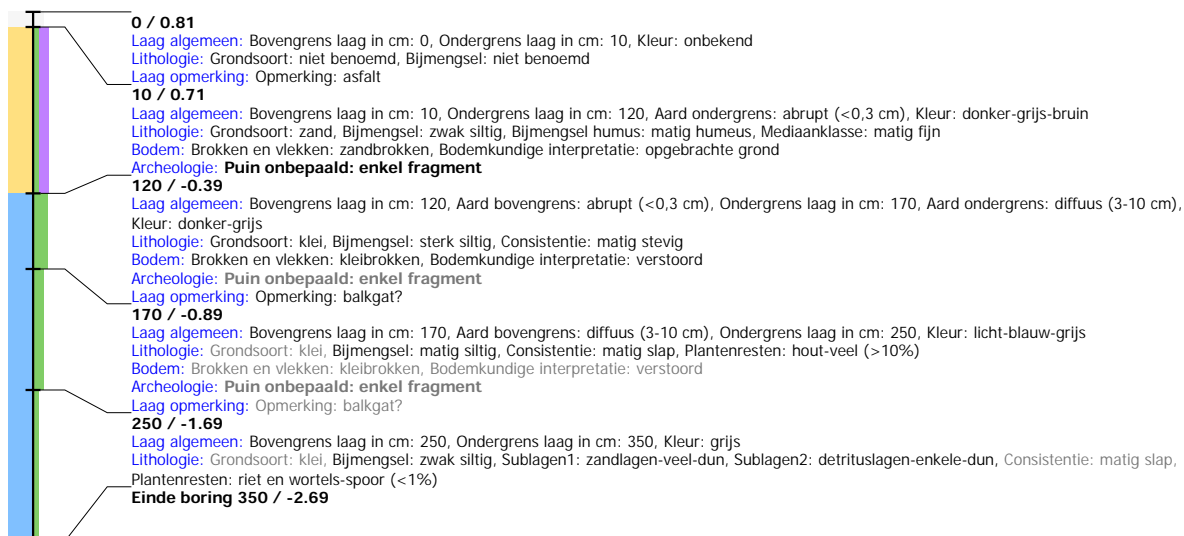 0 / 0.81
Laag algemeen: Bovengrens laag in cm: 0, Ondergrens laag in cm: 10, Kleur: onbekend
Lithologie: Grondsoort: niet benoemd, Bijmengsel: niet benoemd
Laag opmerking: Opmerking: asfalt
10 / 0.71
Laag algemeen: Bovengrens laag in cm: 10, Ondergrens laag in cm: 120, Aard ondergrens: abrupt (<0,3 cm), Kleur: donker-grijs-bruin
Lithologie: Grondsoort: zand, Bijmengsel: zwak siltig, Bijmengsel humus: matig humeus, Mediaanklasse: matig fijn
Bodem: Brokken en vlekken: zandbrokken, Bodemkundige interpretatie: opgebrachte grond
Archeologie: Puin onbepaald: enkel fragment
120 / -0.39
Laag algemeen: Bovengrens laag in cm: 120, Aard bovengrens: abrupt (<0,3 cm), Ondergrens laag in cm: 170, Aard ondergrens: diffuus (3-10 cm),
Kleur: donker-grijs
Lithologie: Grondsoort: klei, Bijmengsel: sterk siltig, Consistentie: matig stevig
Bodem: Brokken en vlekken: kleibrokken, Bodemkundige interpretatie: verstoord
Archeologie: Puin onbepaald: enkel fragment
Laag opmerking: Opmerking: balkgat?
170 / -0.89
Laag algemeen: Bovengrens laag in cm: 170, Aard bovengrens: diffuus (3-10 cm), Ondergrens laag in cm: 250, Kleur: licht-blauw-grijs
Lithologie: Grondsoort: klei, Bijmengsel: matig siltig, Consistentie: matig slap, Plantenresten: hout-veel (>10%)
Bodem: Brokken en vlekken: kleibrokken, Bodemkundige interpretatie: verstoord
Archeologie: Puin onbepaald: enkel fragment
Laag opmerking: Opmerking: balkgat?
250 / -1.69
Laag algemeen: Bovengrens laag in cm: 250, Ondergrens laag in cm: 350, Kleur: grijs
Lithologie: Grondsoort: klei, Bijmengsel: zwak siltig, Sublagen1: zandlagen-veel-dun, Sublagen2: detrituslagen-enkele-dun, Consistentie: matig slap,
Plantenresten: riet en wortels-spoor (<1%)
Einde boring 350 / -2.69